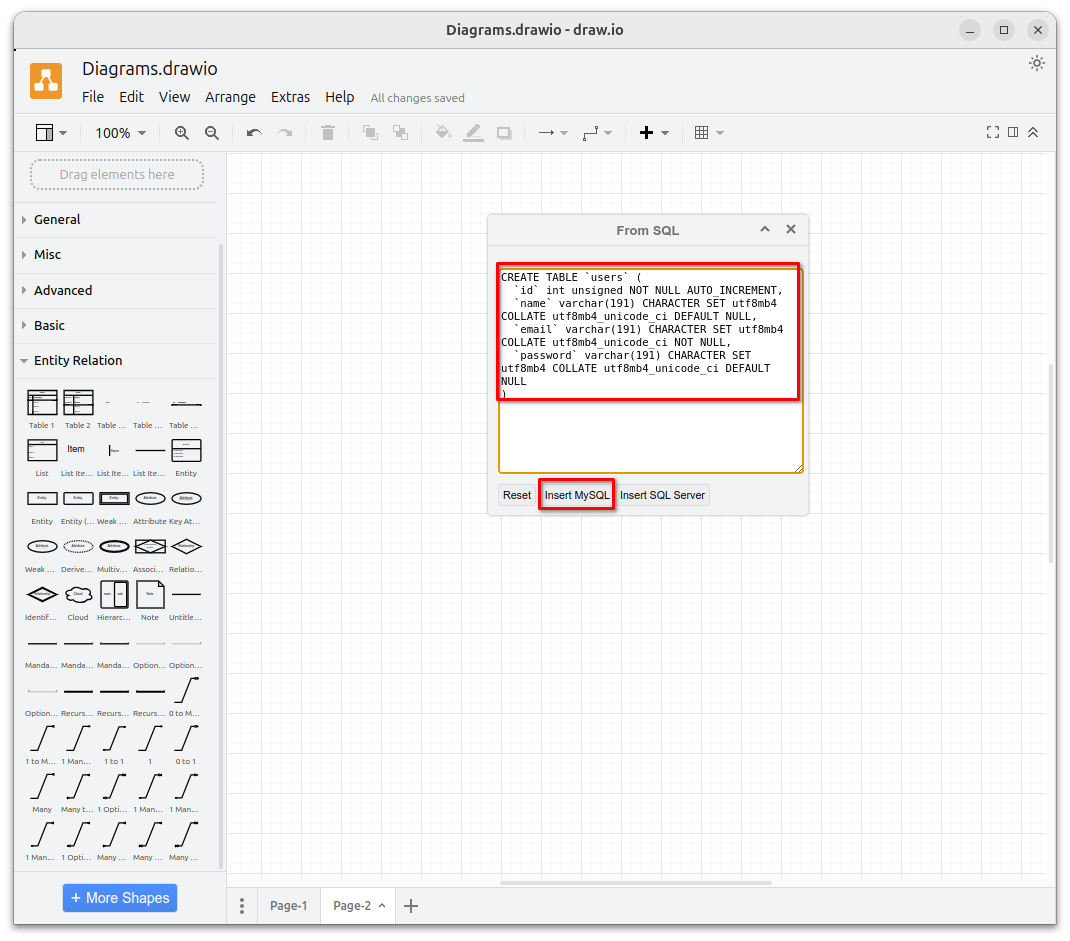 Diagrams.drawio - draw.io
Diagrams.drawio
File Edit View Arrange Extras Help All changes saved
100%
Drag elements here
General
Misc
Advanced
Basic
Entity Relation
Table 1 Table 2 Table ... Table ... Table ...
Item
List List Ite... List Ite... List Ite... Entity
Entity Entity (... Weak ... Attribute Key At...
Weak ... Derive... Multiv... Associ... Relatio...
Identif... Cloud Hierarc... Note Untitle...
Manda... Manda... Manda... Option... Option...
Option... Recurs... Recurs... Recurs... 0 to M...
1 to M... 1 Man... 1 to 1 1 0 to 1
Many Many t... 1 Opti... 1 Man... 1 Man...
1 Man... 1 Opti... Many ... Many ... Many ...
+ More Shapes
From SQL
CREATE TABLE `users` (
`id` int unsigned NOT NULL AUTO_INCREMENT,
`name` varchar(191) CHARACTER SET utf8mb4
COLLATE utf8mb4_unicode_ci DEFAULT NULL,
`email` varchar(191) CHARACTER SET utf8mb4
COLLATE utf8mb4_unicode_ci NOT NULL,
`password` varchar(191) CHARACTER SET
utf8mb4 COLLATE utf8mb4_unicode_ci DEFAULT
NULL
)
Reset Insert MySQL Insert SQL Server
Page-1 Page-2